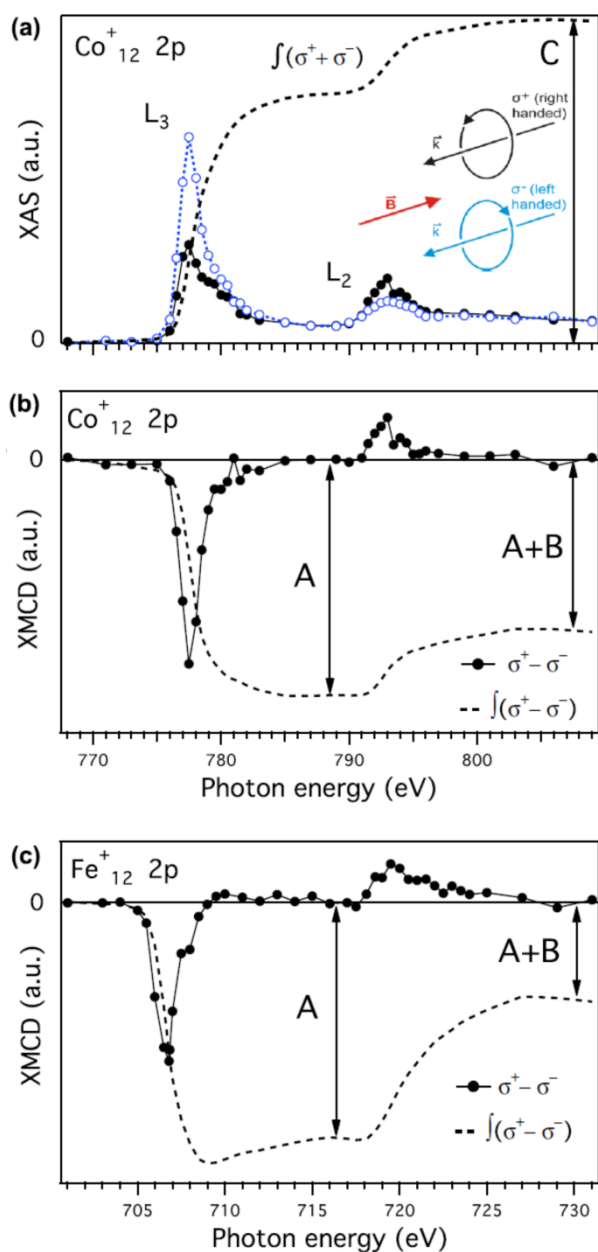 (a)
Co⁺₁₂ 2p
∫(σ⁺+ σ⁻)
C
L₃
σ⁺ (right
handed)
k⃗
B⃗
σ⁻ (left
handed)
k⃗
L₂
XAS (a.u.)
0
(b)
Co⁺₁₂ 2p
0
A
A+B
XMCD (a.u.)
σ⁺− σ⁻
∫(σ⁺− σ⁻)
770 780 790 800
Photon energy (eV)
(c)
Fe⁺₁₂ 2p
0
A
A+B
XMCD (a.u.)
σ⁺− σ⁻
∫(σ⁺− σ⁻)
705 710 715 720 725 730
Photon energy (eV)